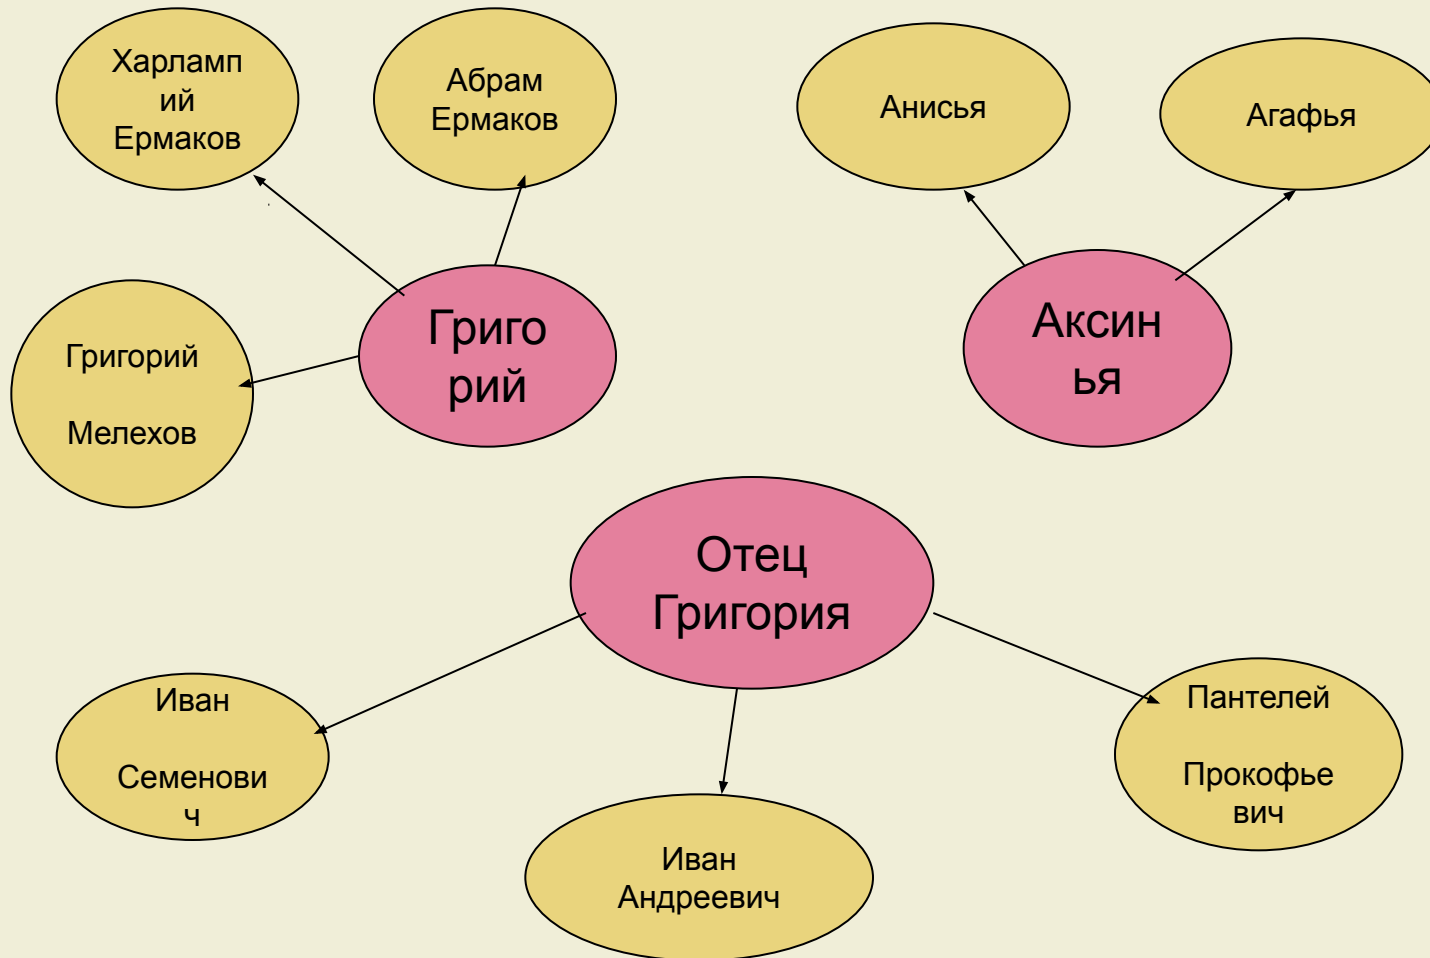 Харламп
ий
Ермаков
Абрам
Ермаков
Анисья
Агафья
Григорий
Мелехов
Григо
рий
Аксин
ья
Отец
Григория
Иван
Семенови
ч
Иван
Андреевич
Пантелей
Прокофье
вич